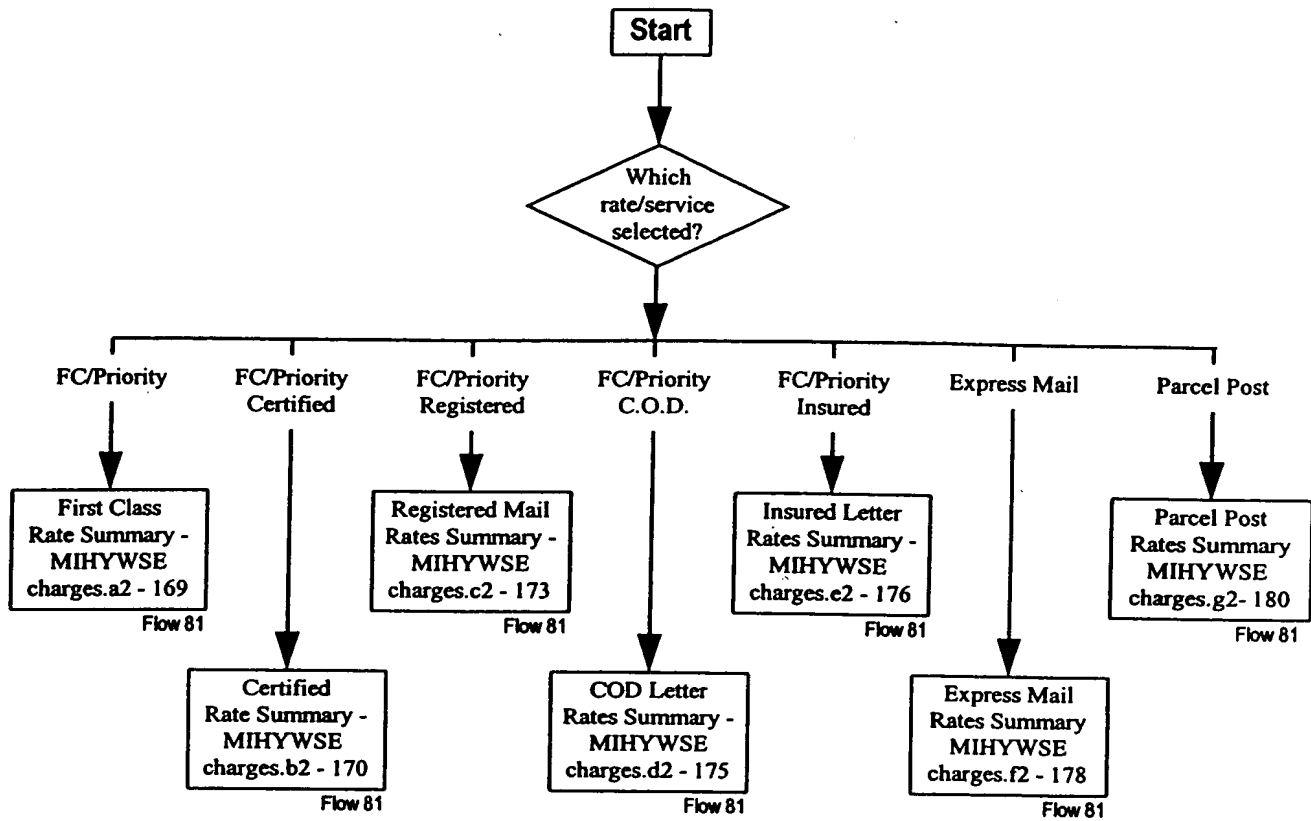 Start
Which
rate/service
selected?
FC/Priority
FC/Priority
Certified
FC/Priority
Registered
FC/Priority
C.O.D.
FC/Priority
Insured
Express Mail
Parcel Post
First Class
Rate Summary -
MIHYWSE
charges.a2 - 169
Flow 81
Registered Mail
Rates Summary -
MIHYWSE
charges.c2 - 173
Flow 81
Insured Letter
Rates Summary -
MIHYWSE
charges.e2 - 176
Flow 81
Parcel Post
Rates Summary
MIHYWSE
charges.g2- 180
Flow 81
Certified
Rate Summary -
MIHYWSE
charges.b2 - 170
Flow 81
COD Letter
Rates Summary -
MIHYWSE
charges.d2 - 175
Flow 81
Express Mail
Rates Summary
MIHYWSE
charges.f2 - 178
Flow 81